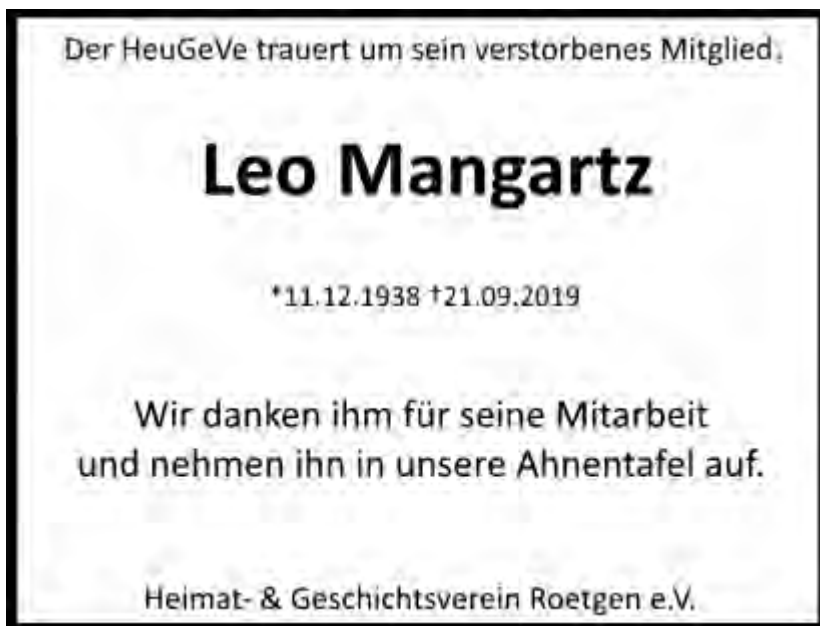 Der HeuGeVe trauert um sein verstorbenes Mitglied.
Leo Mangartz
*11.12.1938 †21.09.2019
Wir danken ihm für seine Mitarbeit
und nehmen ihn in unsere Ahnentafel auf.
Heimat- & Geschichtsverein Roetgen e.V.